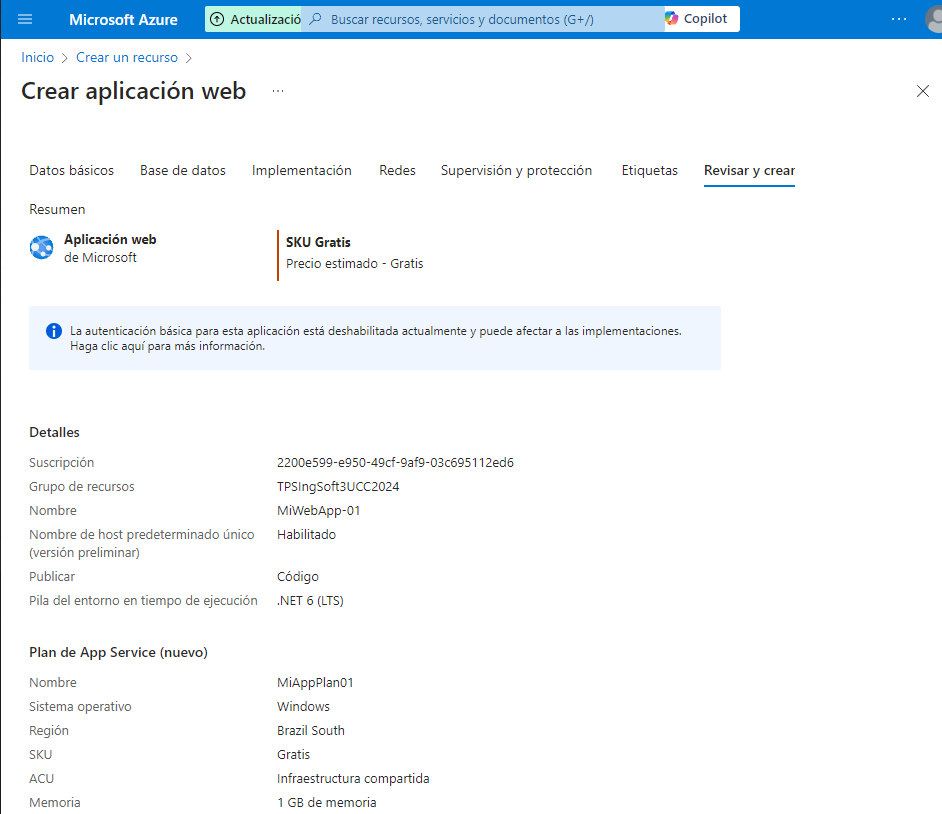 Microsoft Azure
Actualizació
Buscar recursos, servicios y documentos (G+/)
Copilot
Inicio > Crear un recurso >
Crear aplicación web ...
Datos básicos Base de datos Implementación Redes Supervisión y protección Etiquetas Revisar y crear
Resumen
Aplicación web
de Microsoft
SKU Gratis
Precio estimado - Gratis
La autenticación básica para esta aplicación está deshabilitada actualmente y puede afectar a las implementaciones.
Haga clic aquí para más información.
Detalles
Suscripción 2200e599-e950-49cf-9af9-03c695112ed6
Grupo de recursos TPSIngSoft3UCC2024
Nombre MiWebApp-01
Nombre de host predeterminado único Habilitado
(versión preliminar)
Publicar Código
Pila del entorno en tiempo de ejecución .NET 6 (LTS)
Plan de App Service (nuevo)
Nombre MiAppPlan01
Sistema operativo Windows
Región Brazil South
SKU Gratis
ACU Infraestructura compartida
Memoria 1 GB de memoria